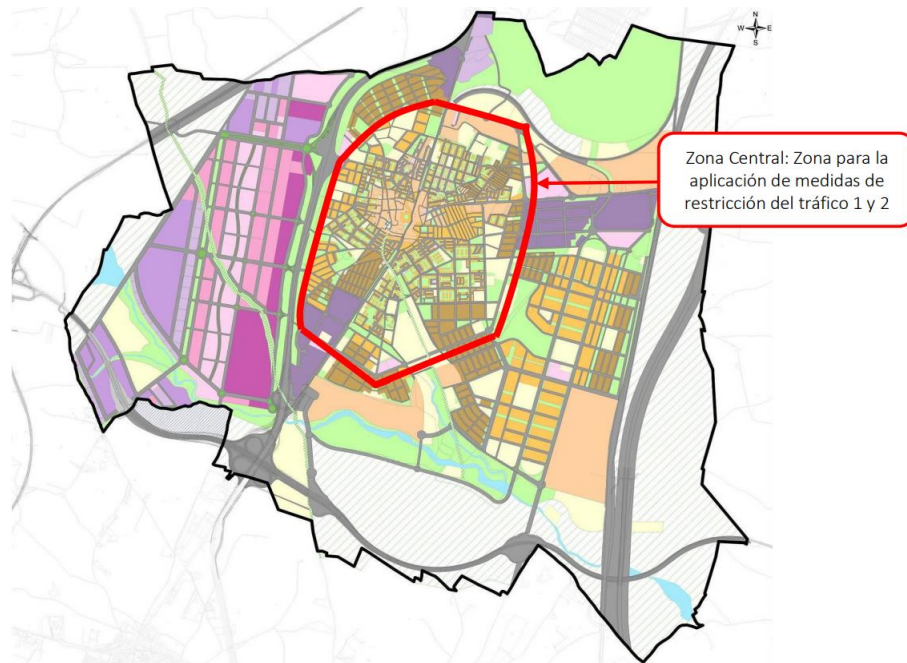 N
W E
S
Zona Central: Zona para la
aplicación de medidas de
restricción del tráfico 1 y 2